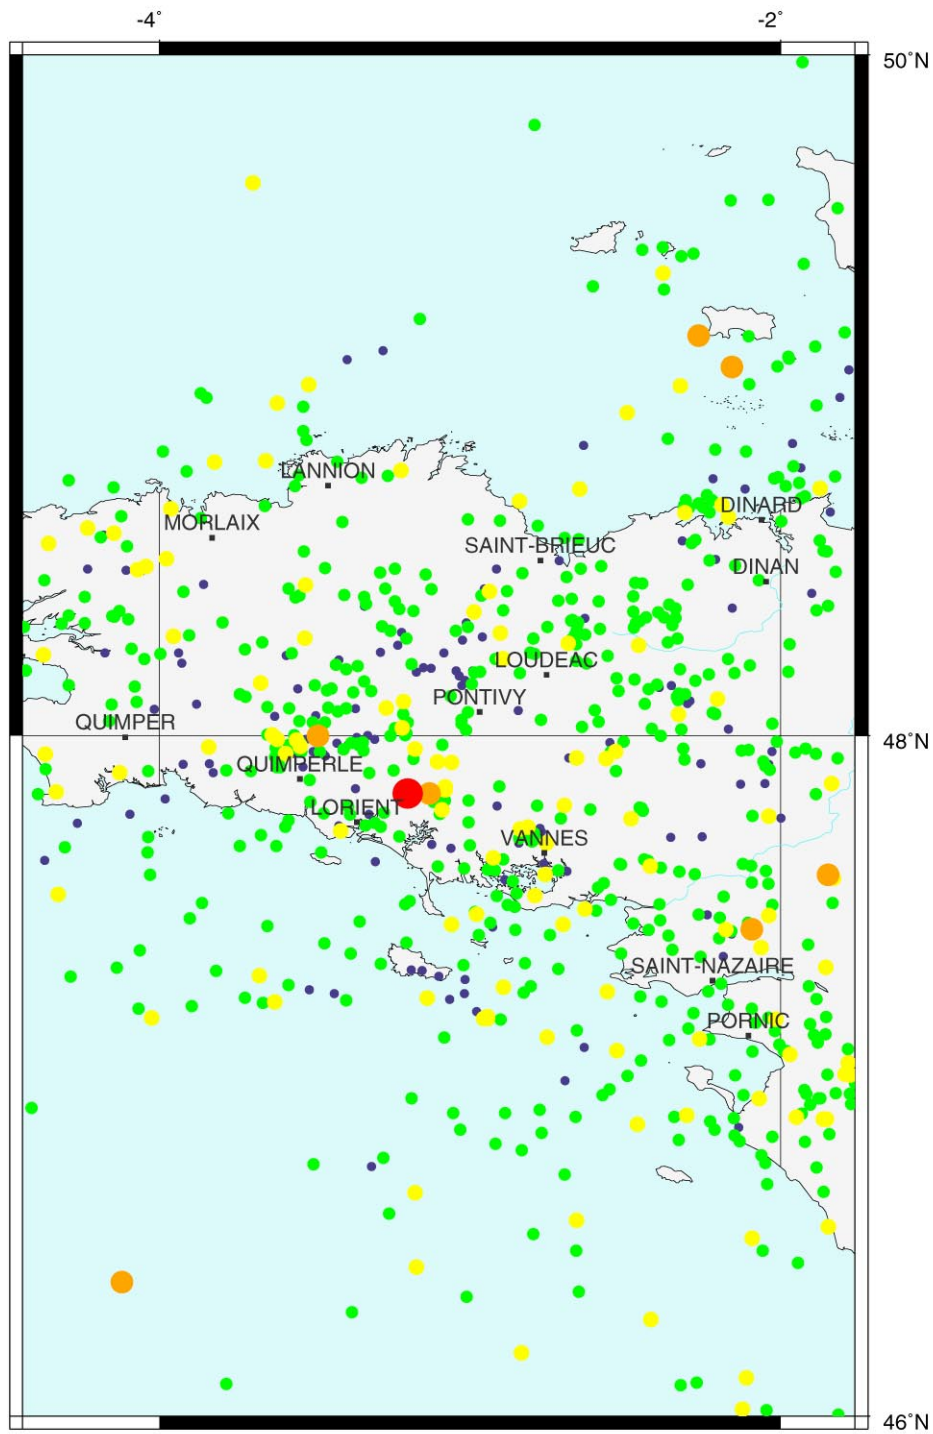 -4° -2°
50°N
LANNION
DINARD
MORLAIX
SAINT-BRIEUC
DINAN
LOUDEAC
PONTIVY
QUIMPER
48°N
QUIMPERLE
LORIENT
VANNES
SAINT-NAZAIRE
PORNIC
46°N